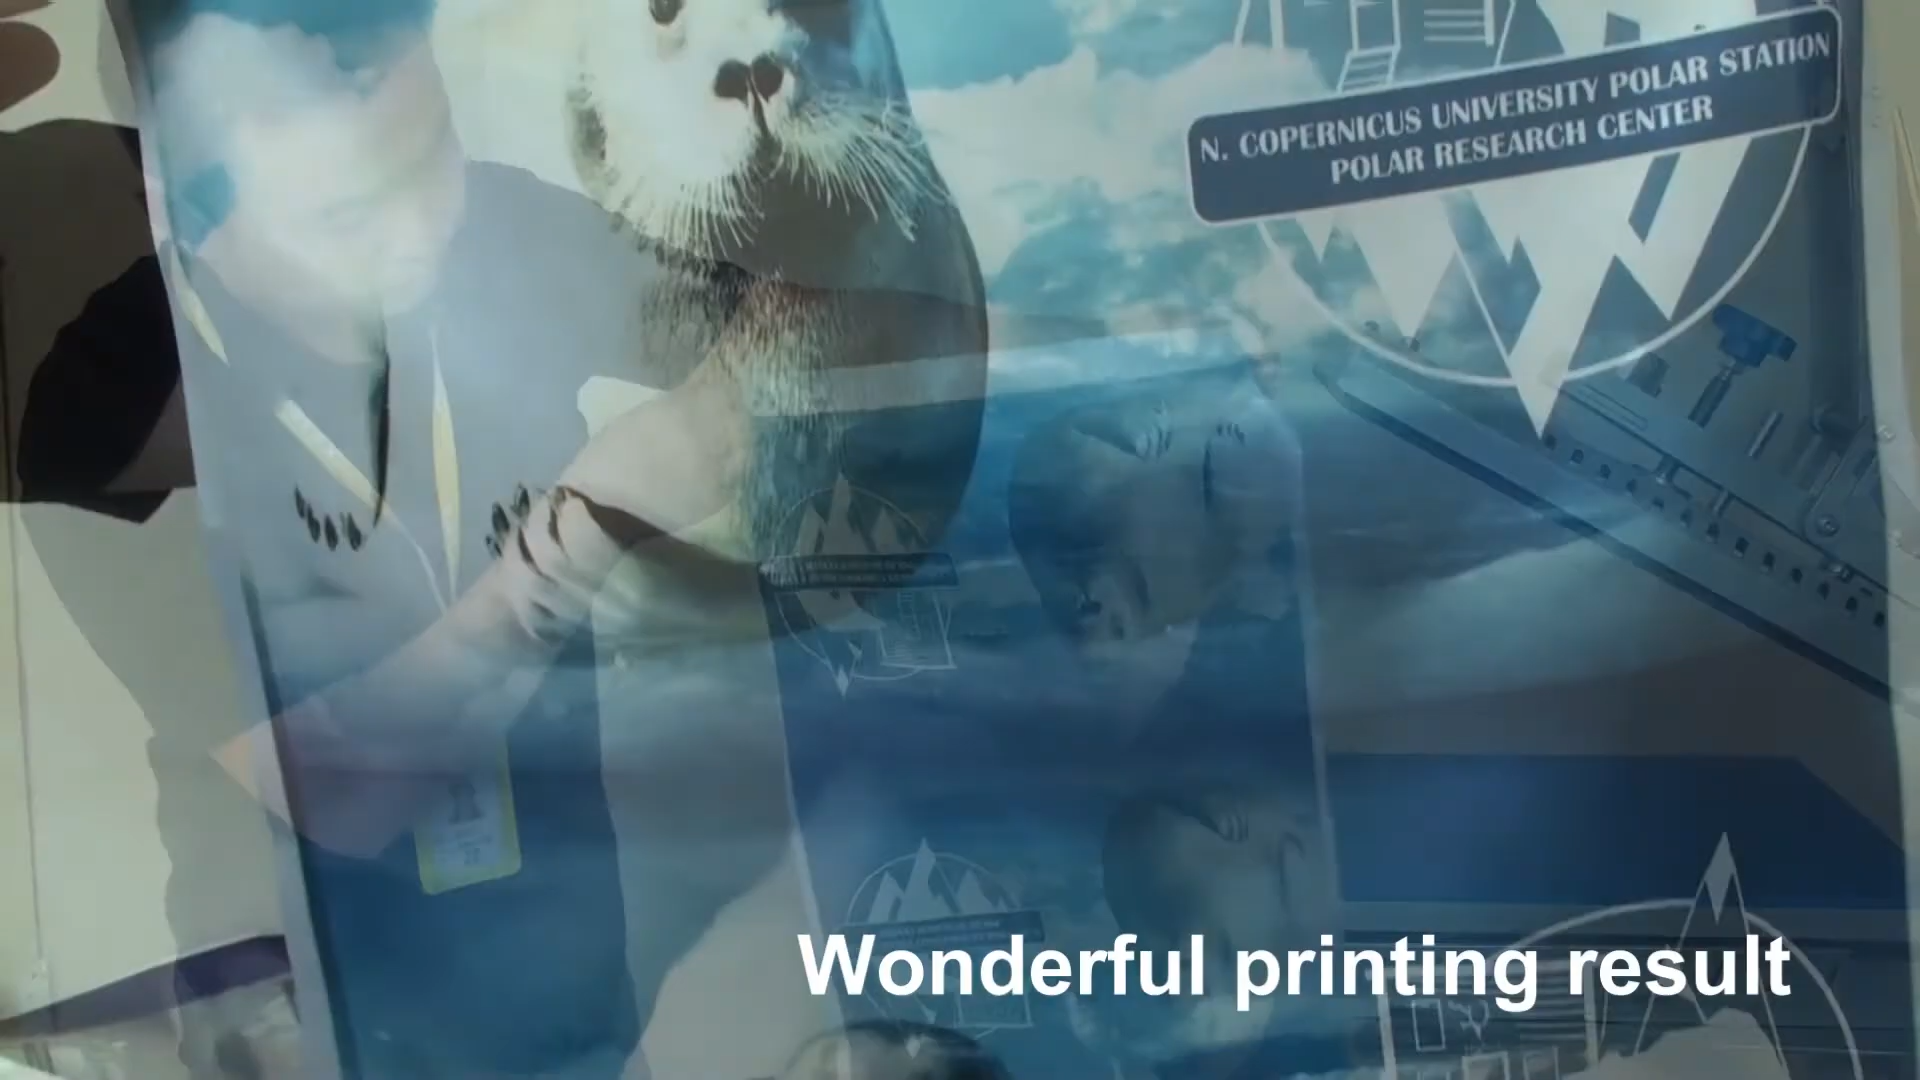 N. COPERNICUS UNIVERSITY POLAR STATION
POLAR RESEARCH CENTER
Wonderful printing result